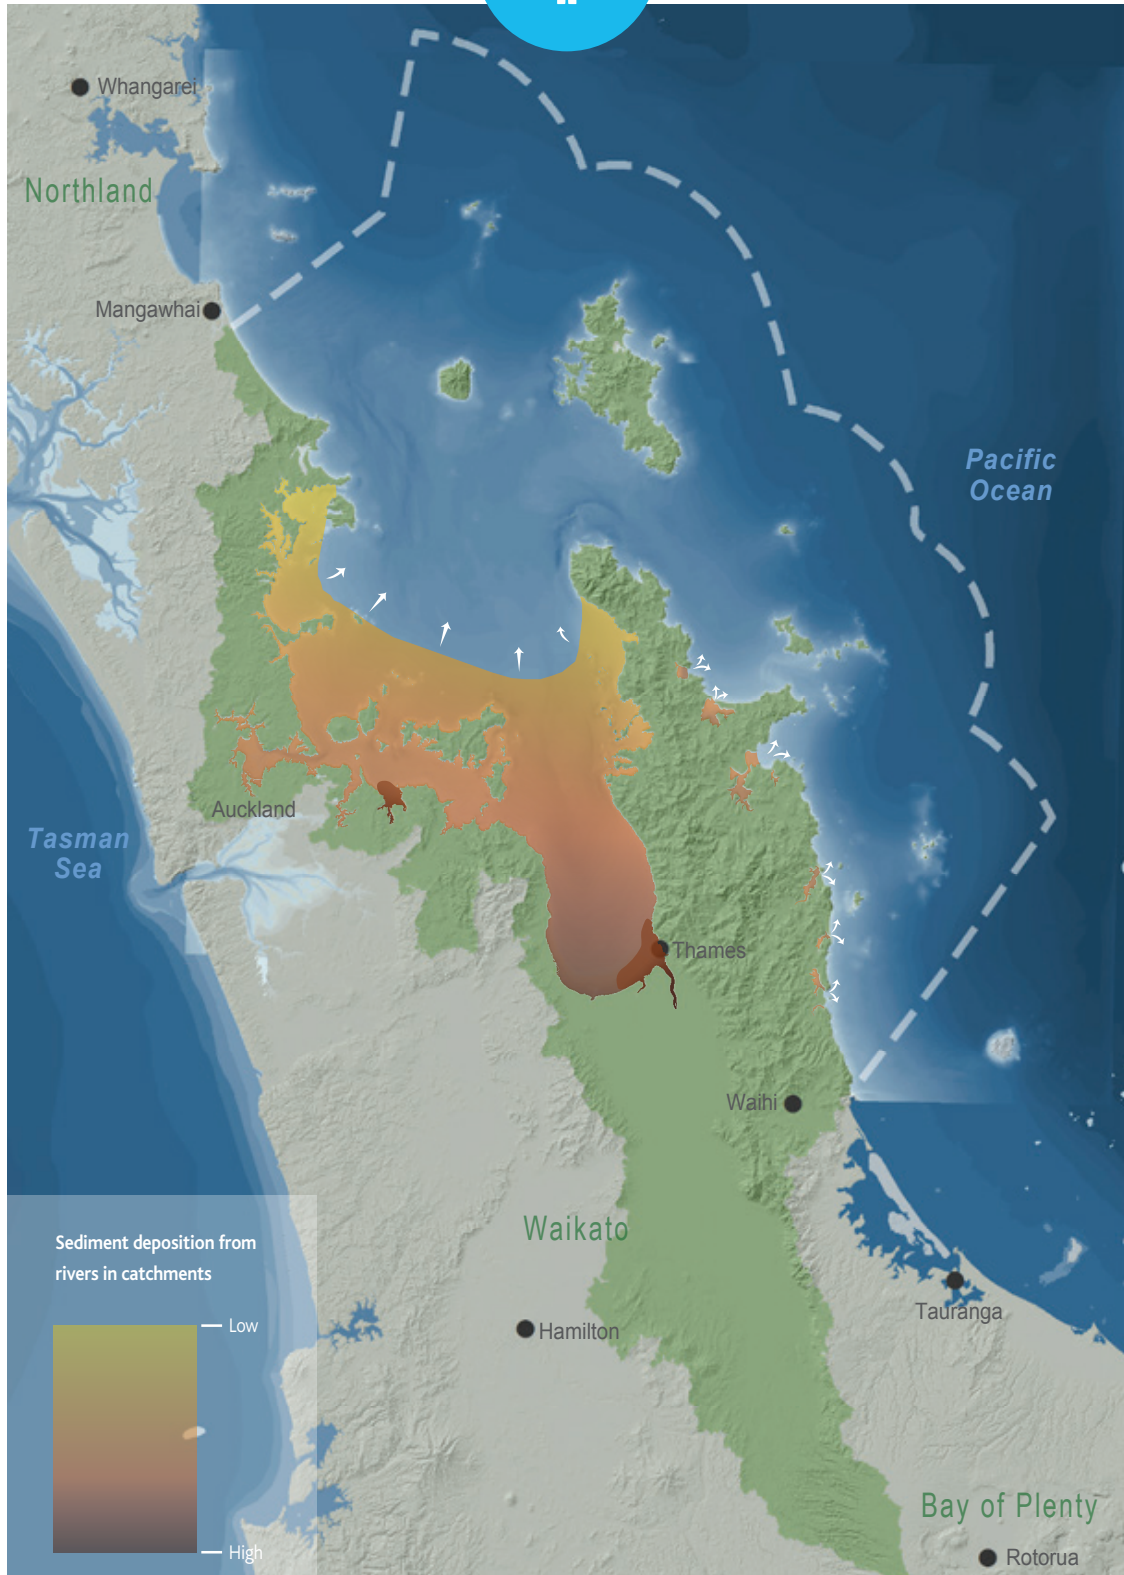 Whangarei
Northland
Mangawhai
Pacific
Ocean
Auckland
Tasman
Sea
Thames
Waihi
Waikato
Sediment deposition from
rivers in catchments
Low
High
Tauranga
Hamilton
Bay of Plenty
Rotorua